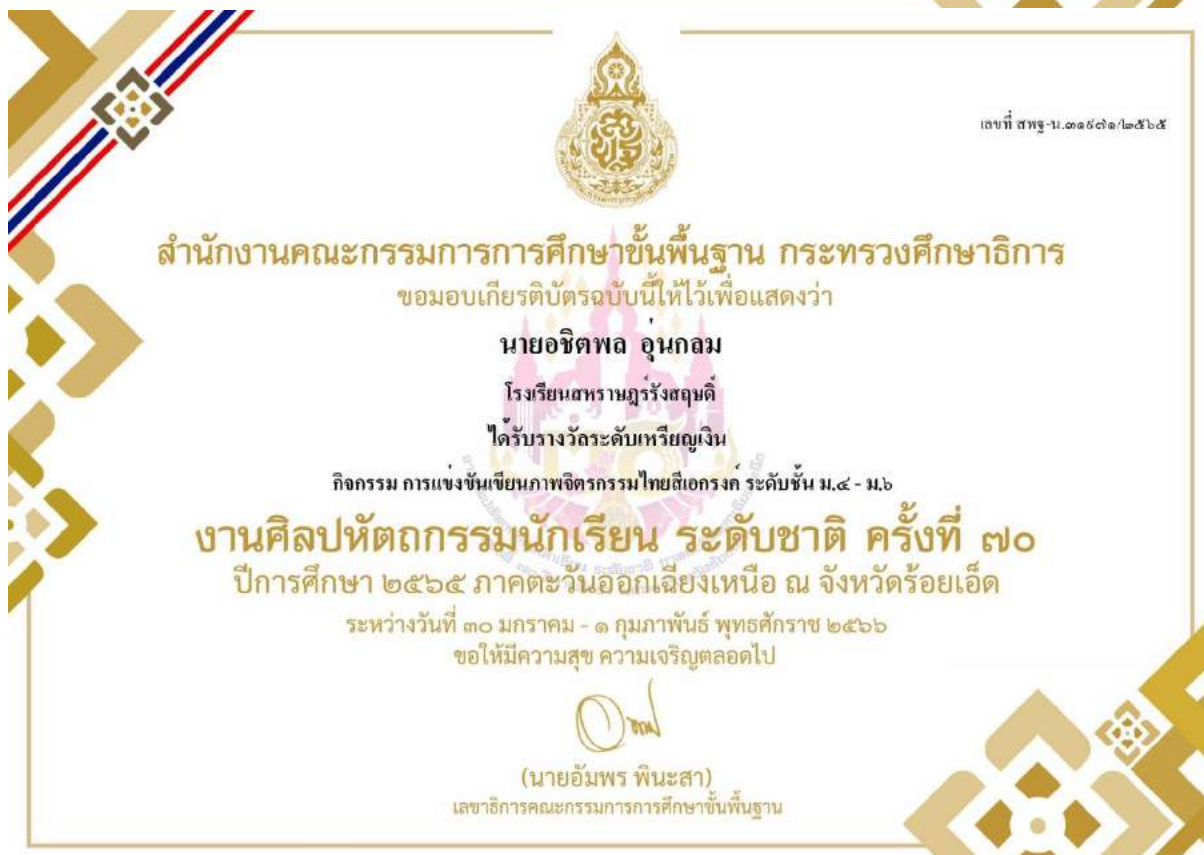 เลขที่ สพฐ-น.๓๑๙๗๑/๒๕๖๕
สำนักงานคณะกรรมการการศึกษาขั้นพื้นฐาน กระทรวงศึกษาธิการ
ขอมอบเกียรติบัตรฉบับนี้ให้ไว้เพื่อแสดงว่า
นายอชิตพล อุ่นกลม
โรงเรียนสหราษฎร์รังสฤษดิ์
ได้รับรางวัลระดับเหรียญเงิน
กิจกรรม การแข่งขันเขียนภาพจิตรกรรมไทยสีเอกรงค์ ระดับชั้น ม.๔ - ม.๖
งานศิลปหัตถกรรมนักเรียน ระดับชาติ ครั้งที่ ๗๐
ปีการศึกษา ๒๕๖๕ ภาคตะวันออกเฉียงเหนือ ณ จังหวัดร้อยเอ็ด
ระหว่างวันที่ ๓๐ มกราคม - ๑ กุมภาพันธ์ พุทธศักราช ๒๕๖๖
ขอให้มีความสุข ความเจริญตลอดไป
(นายอัมพร พินะสา)
เลขาธิการคณะกรรมการการศึกษาขั้นพื้นฐาน